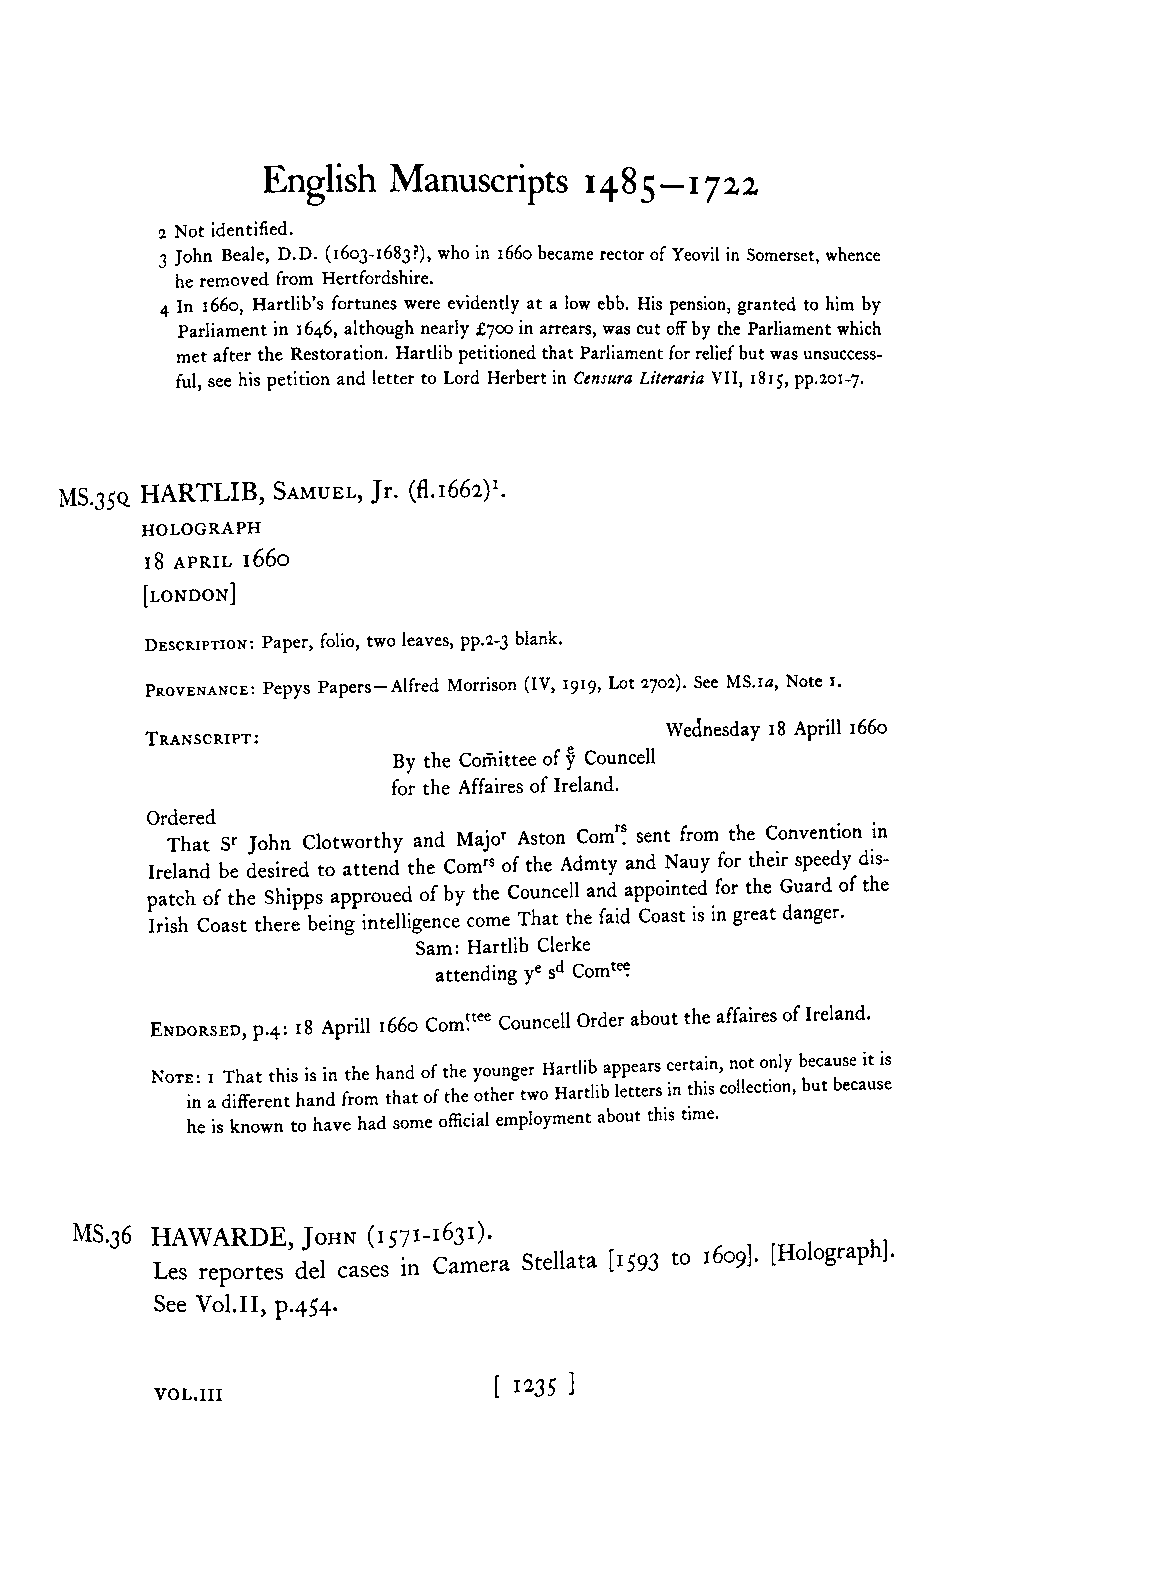 English Manuscripts 1485–1722
2 Not identified.
3 John Beale, D.D. (1603-1683?), who in 1660 became rector of Yeovil in Somerset, whence
he removed from Hertfordshire.
4 In 1660, Hartlib's fortunes were evidently at a low ebb. His pension, granted to him by
Parliament in 1646, although nearly £700 in arrears, was cut off by the Parliament which
met after the Restoration. Hartlib petitioned that Parliament for relief but was unsuccess-
ful, see his petition and letter to Lord Herbert in Censura Literaria VII, 1815, pp.201-7.
MS.35Q HARTLIB, SAMUEL, Jr. (fl.1662)¹.
HOLOGRAPH
18 APRIL 1660
[LONDON]
DESCRIPTION: Paper, folio, two leaves, pp.2-3 blank.
PROVENANCE: Pepys Papers—Alfred Morrison (IV, 1919, Lot 2702). See MS.1a, Note 1.
TRANSCRIPT: Wednesday 18 Aprill 1660
By the Com̃ittee of yͤ Councell
for the Affaires of Ireland.
Ordered
That Sʳ John Clotworthy and Majoʳ Aston Comʳˢ. sent from the Convention in
Ireland be desired to attend the Comʳˢ of the Admty and Nauy for their speedy dis-
patch of the Shipps approued of by the Councell and appointed for the Guard of the
Irish Coast there being intelligence come That the faid Coast is in great danger.
Sam: Hartlib Clerke
attending yᵉ sᵈ Comᵗᵉᵉ.
ENDORSED, p.4: 18 Aprill 1660 Com.ᵗᵗᵉᵉ Councell Order about the affaires of Ireland.
NOTE: 1 That this is in the hand of the younger Hartlib appears certain, not only because it is
in a different hand from that of the other two Hartlib letters in this collection, but because
he is known to have had some official employment about this time.
MS.36 HAWARDE, JOHN (1571-1631).
Les reportes del cases in Camera Stellata [1593 to 1609]. [Holograph].
See Vol.II, p.454.
VOL.III [ 1235 ]